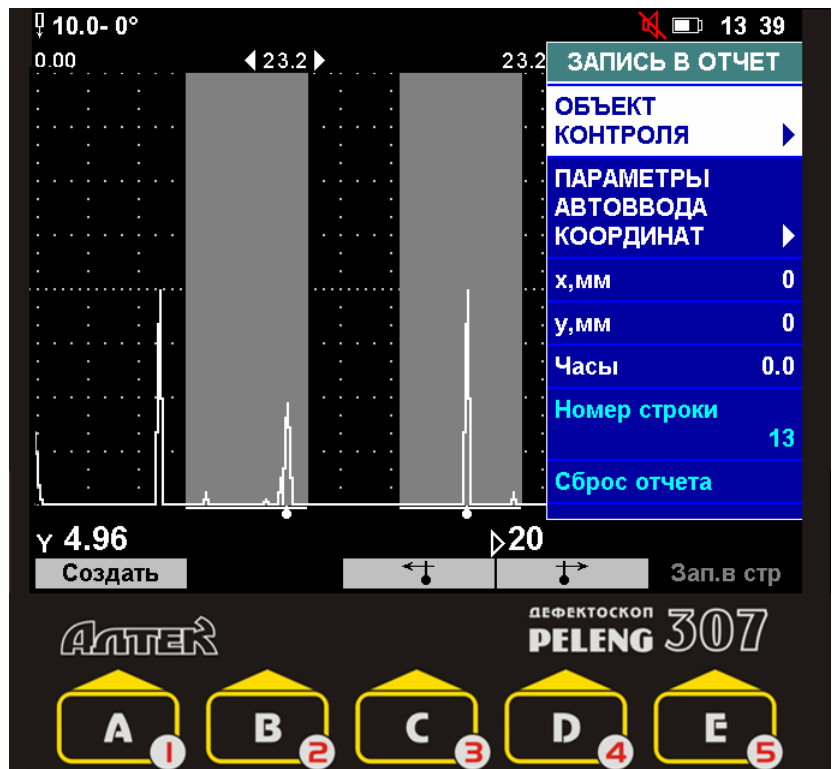 10.0- 0°
13 39
0.00
23.2
23.2
ЗАПИСЬ В ОТЧЕТ
ОБЪЕКТ
КОНТРОЛЯ
ПАРАМЕТРЫ
АВТОВВОДА
КООРДИНАТ
x,мм 0
y,мм 0
Часы 0.0
Номер строки
13
Сброс отчета
Y 4.96
20
Создать
Зап.в стр
АЛТЕК
ДЕФЕКТОСКОП
PELENG 307
A 1
B 2
C 3
D 4
E 5